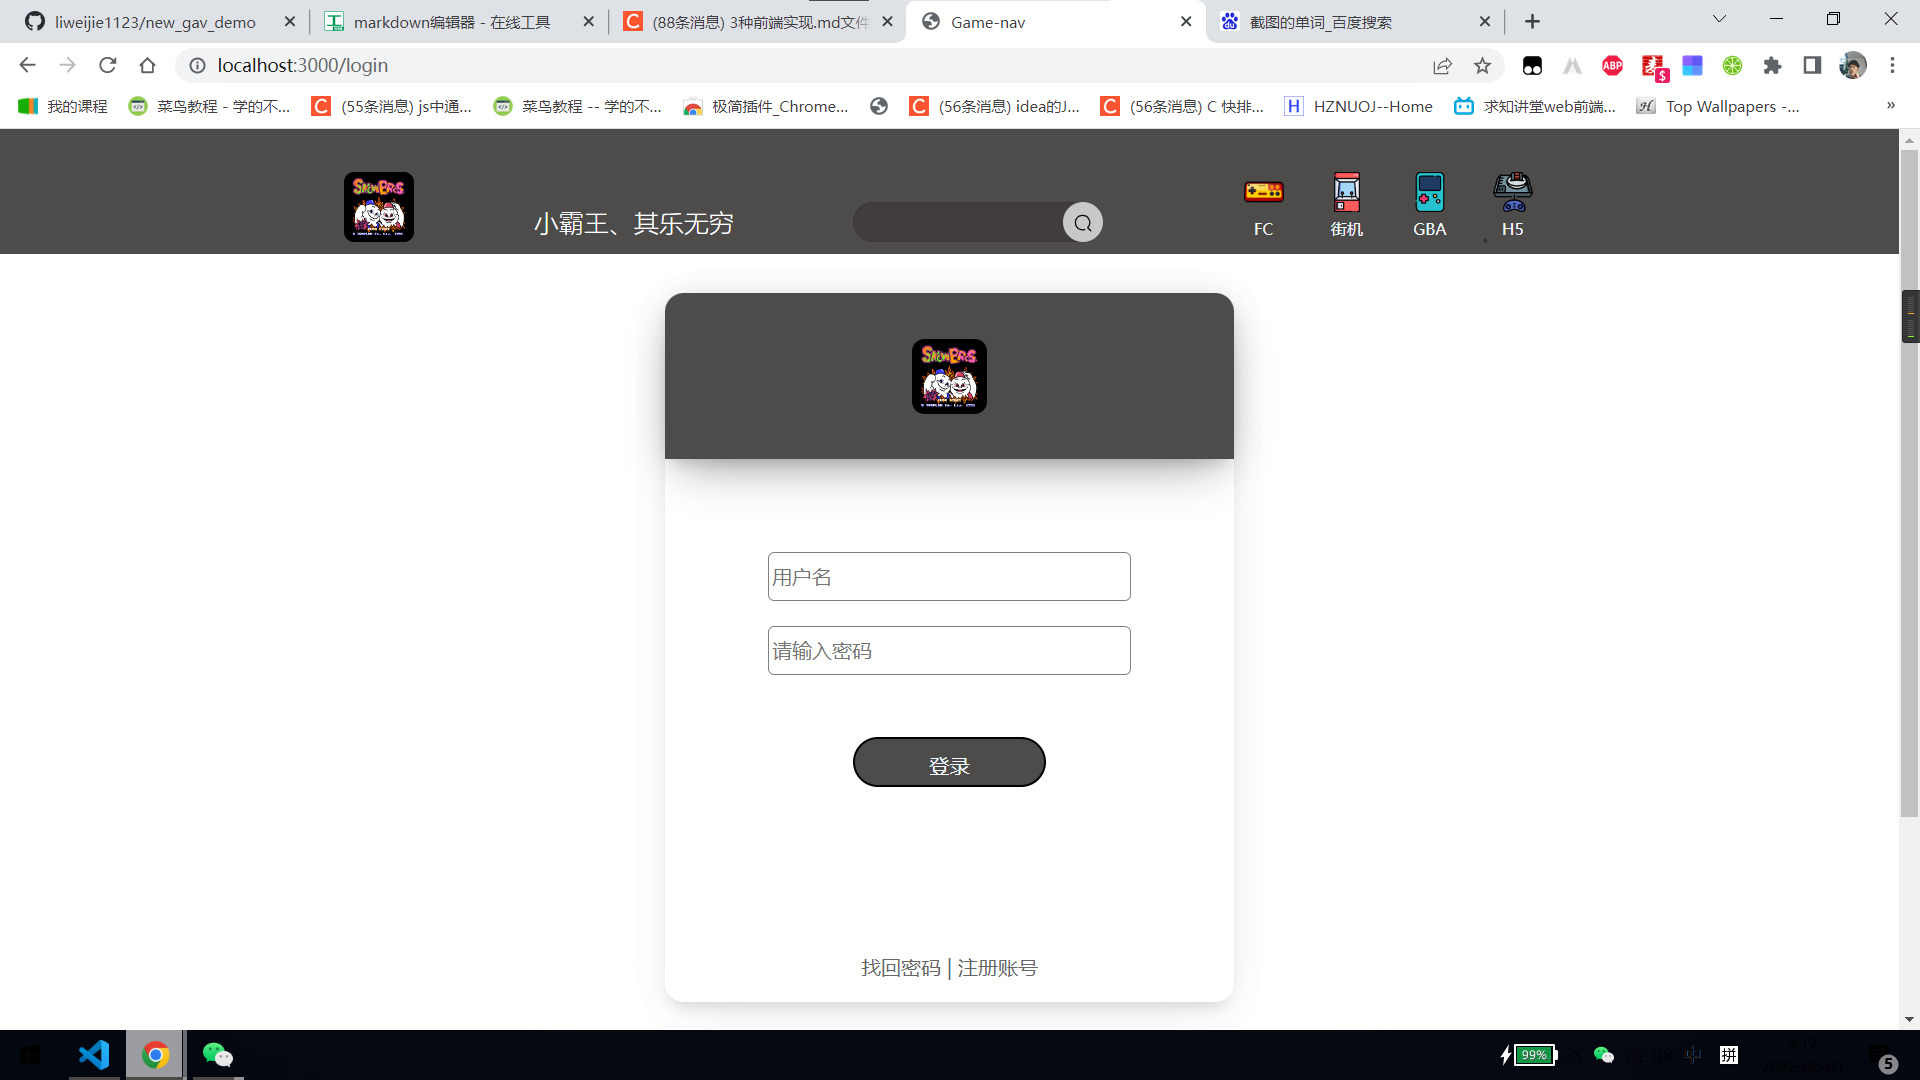 liweijie1123/new_gav_demo
markdown编辑器 - 在线工具
(88条消息) 3种前端实现.md文件
Game-nav
截图的单词_百度搜索
localhost:3000/login
ABP
$
我的课程
菜鸟教程 - 学的不...
(55条消息) js中通...
菜鸟教程 -- 学的不...
极简插件_Chrome...
(56条消息) idea的J...
(56条消息) C 快排...
HZNUOJ--Home
求知讲堂web前端...
Top Wallpapers -...
小霸王、其乐无穷
FC
街机
GBA
H5
用户名
请输入密码
登录
找回密码 | 注册账号
99%
中
拼
5